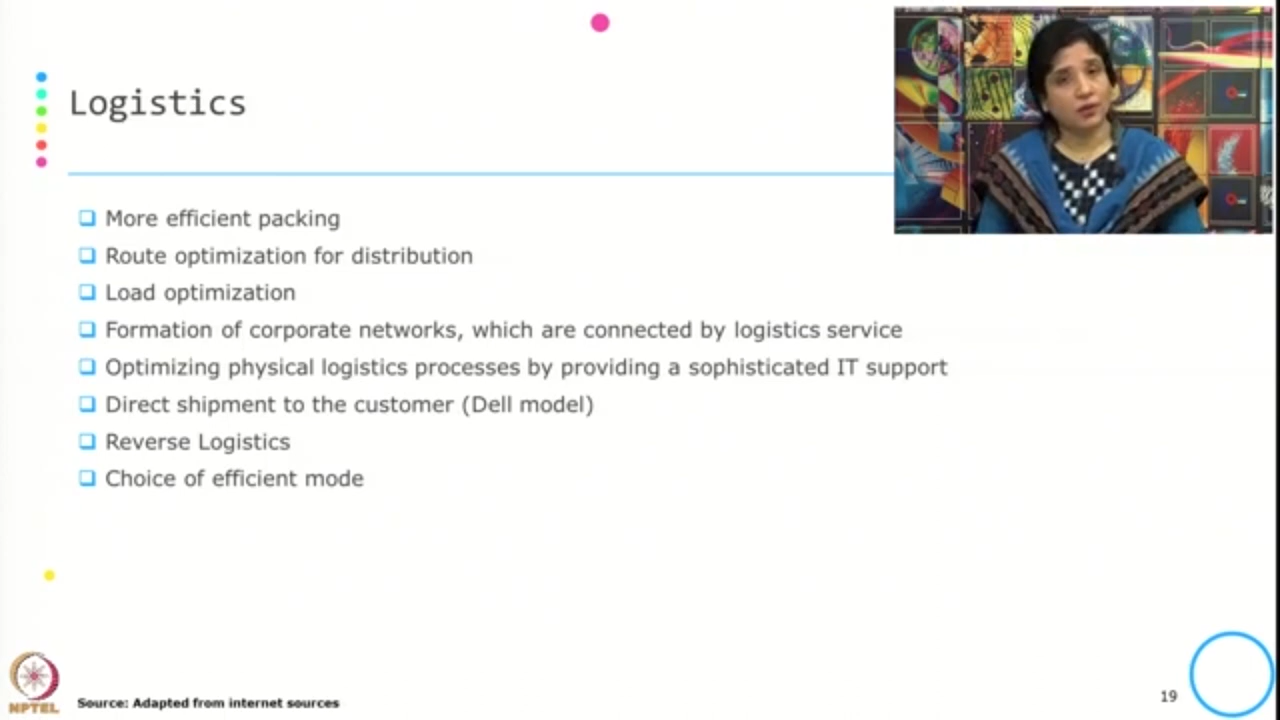 Logistics
More efficient packing
Route optimization for distribution
Load optimization
Formation of corporate networks, which are connected by logistics service
Optimizing physical logistics processes by providing a sophisticated IT support
Direct shipment to the customer (Dell model)
Reverse Logistics
Choice of efficient mode
NPTEL
Source: Adapted from internet sources
19